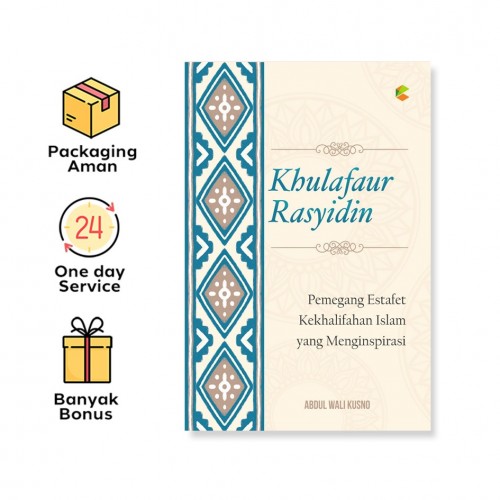 Packaging
Aman
24
One day
Service
Banyak
Bonus
Khulafaur
Rasyidin
Pemegang Estafet
Kekhalifahan Islam
yang Menginspirasi
ABDUL WALI KUSNO